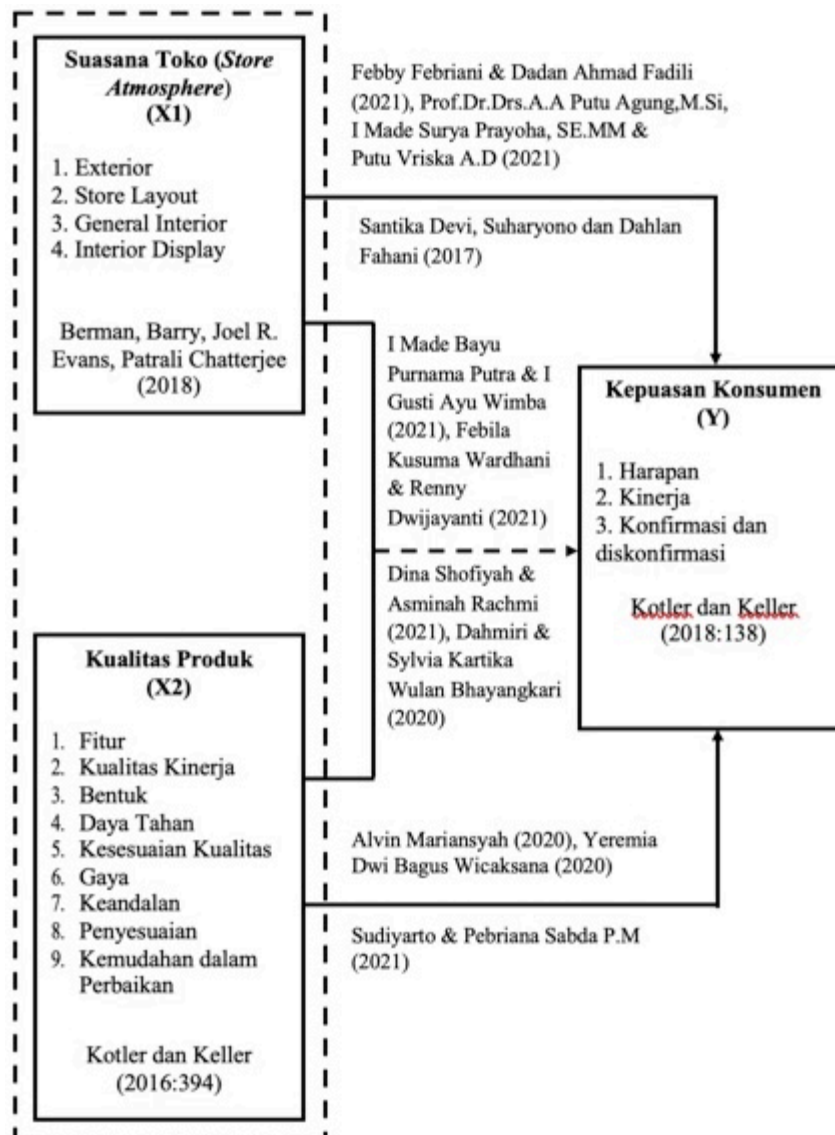 Suasana Toko (Store
Atmosphere)
(X1)
1. Exterior
2. Store Layout
3. General Interior
4. Interior Display
Berman, Barry, Joel R.
Evans, Patrali Chatterjee
(2018)
Febby Febriani & Dadan Ahmad Fadili
(2021), Prof.Dr.Drs.A.A Putu Agung,M.Si,
I Made Surya Prayoha, SE.MM &
Putu Vriska A.D (2021)
Santika Devi, Suharyono dan Dahlan
Fahani (2017)
I Made Bayu
Purnama Putra & I
Gusti Ayu Wimba
(2021), Febila
Kusuma Wardhani
& Renny
Dwijayanti (2021)
Dina Shofiyah &
Asminah Rachmi
(2021), Dahmiri &
Sylvia Kartika
Wulan Bhayangkari
(2020)
Kepuasan Konsumen
(Y)
1. Harapan
2. Kinerja
3. Konfirmasi dan
diskonfirmasi
Kotler dan Keller
(2018:138)
Kualitas Produk
(X2)
1. Fitur
2. Kualitas Kinerja
3. Bentuk
4. Daya Tahan
5. Kesesuaian Kualitas
6. Gaya
7. Keandalan
8. Penyesuaian
9. Kemudahan dalam
Perbaikan
Kotler dan Keller
(2016:394)
Alvin Mariansyah (2020), Yeremia
Dwi Bagus Wicaksana (2020)
Sudiyarto & Pebriana Sabda P.M
(2021)